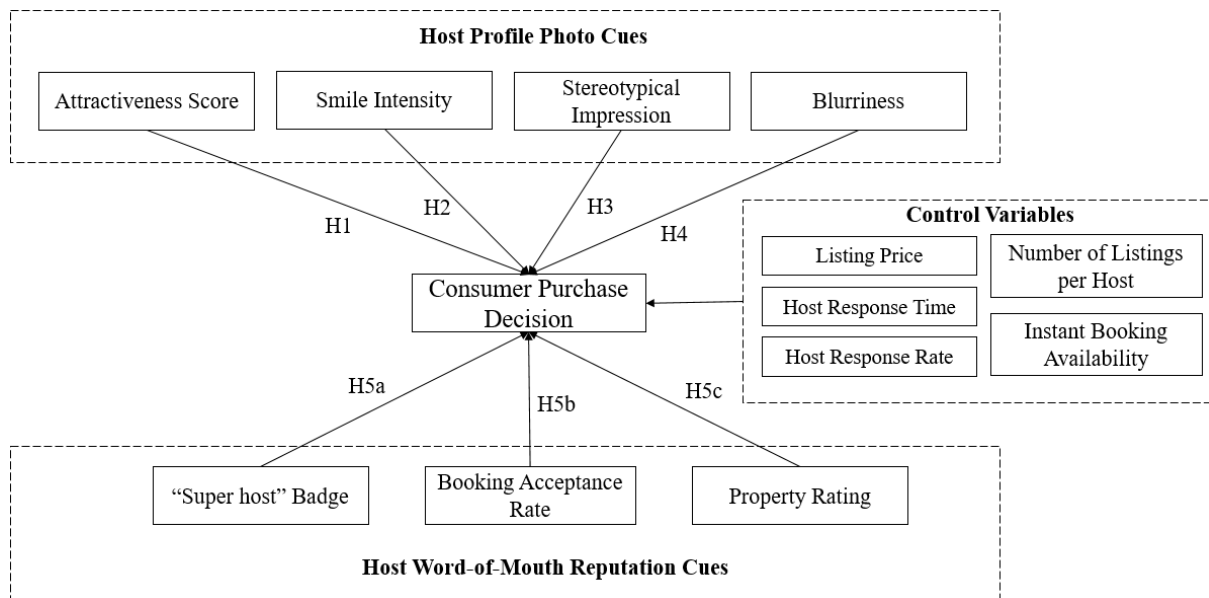 Host Profile Photo Cues
Attractiveness Score
Smile Intensity
Stereotypical
Impression
Blurriness
H1
H2
H3
H4
Control Variables
Listing Price
Number of Listings
per Host
Host Response Time
Host Response Rate
Instant Booking
Availability
Consumer Purchase
Decision
H5a
H5b
H5c
“Super host” Badge
Booking Acceptance
Rate
Property Rating
Host Word-of-Mouth Reputation Cues